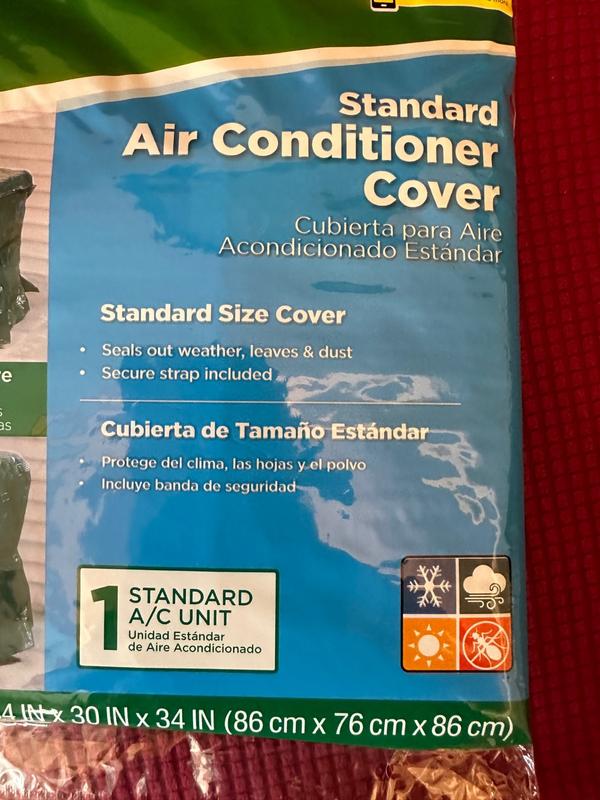 Standard
Air Conditioner
Cover
Cubierta para Aire
Acondicionado Estándar
Standard Size Cover
• Seals out weather, leaves & dust
• Secure strap included
Cubierta de Tamaño Estándar
• Protege del clima, las hojas y el polvo
• Incluye banda de seguridad
1 STANDARD
A/C UNIT
Unidad Estándar
de Aire Acondicionado
4 IN x 30 IN x 34 IN (86 cm x 76 cm x 86 cm)